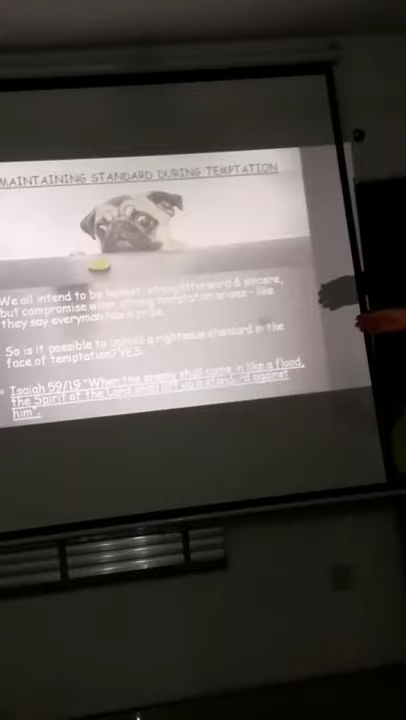 MAINTAINING STANDARD DURING TEMPTATION
We all intend to be honest, straightforward & sincere,
but compromise when strong temptation arises - like
they say everyman has a price.
So is it possible to uphold a righteous standard in the
face of temptation? YES.
Isaiah 59/19 "When the enemy shall come in like a flood,
the Spirit of the Lord shall lift up a standard against
him".